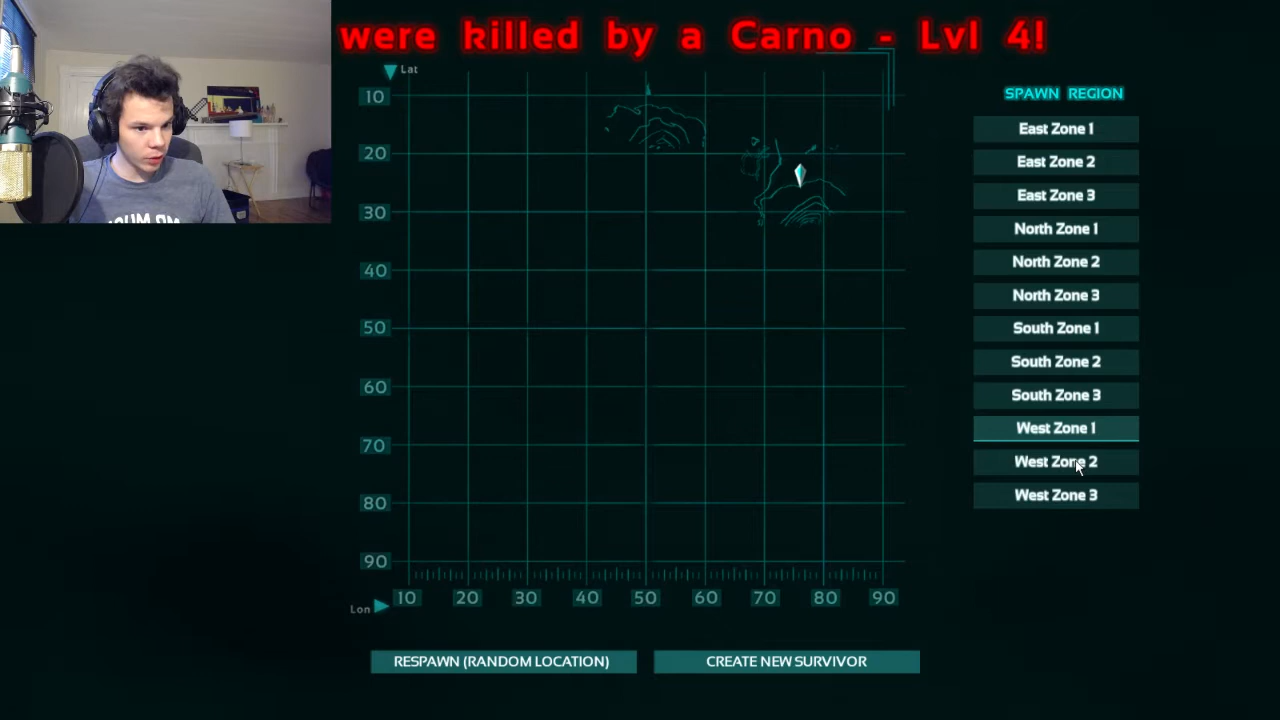 were killed by a Carno - Lvl 4!
Lat
10
20
30
40
50
60
70
80
90
Lon
10 20 30 40 50 60 70 80 90
SPAWN REGION
East Zone 1
East Zone 2
East Zone 3
North Zone 1
North Zone 2
North Zone 3
South Zone 1
South Zone 2
South Zone 3
West Zone 1
West Zone 2
West Zone 3
RESPAWN (RANDOM LOCATION)
CREATE NEW SURVIVOR